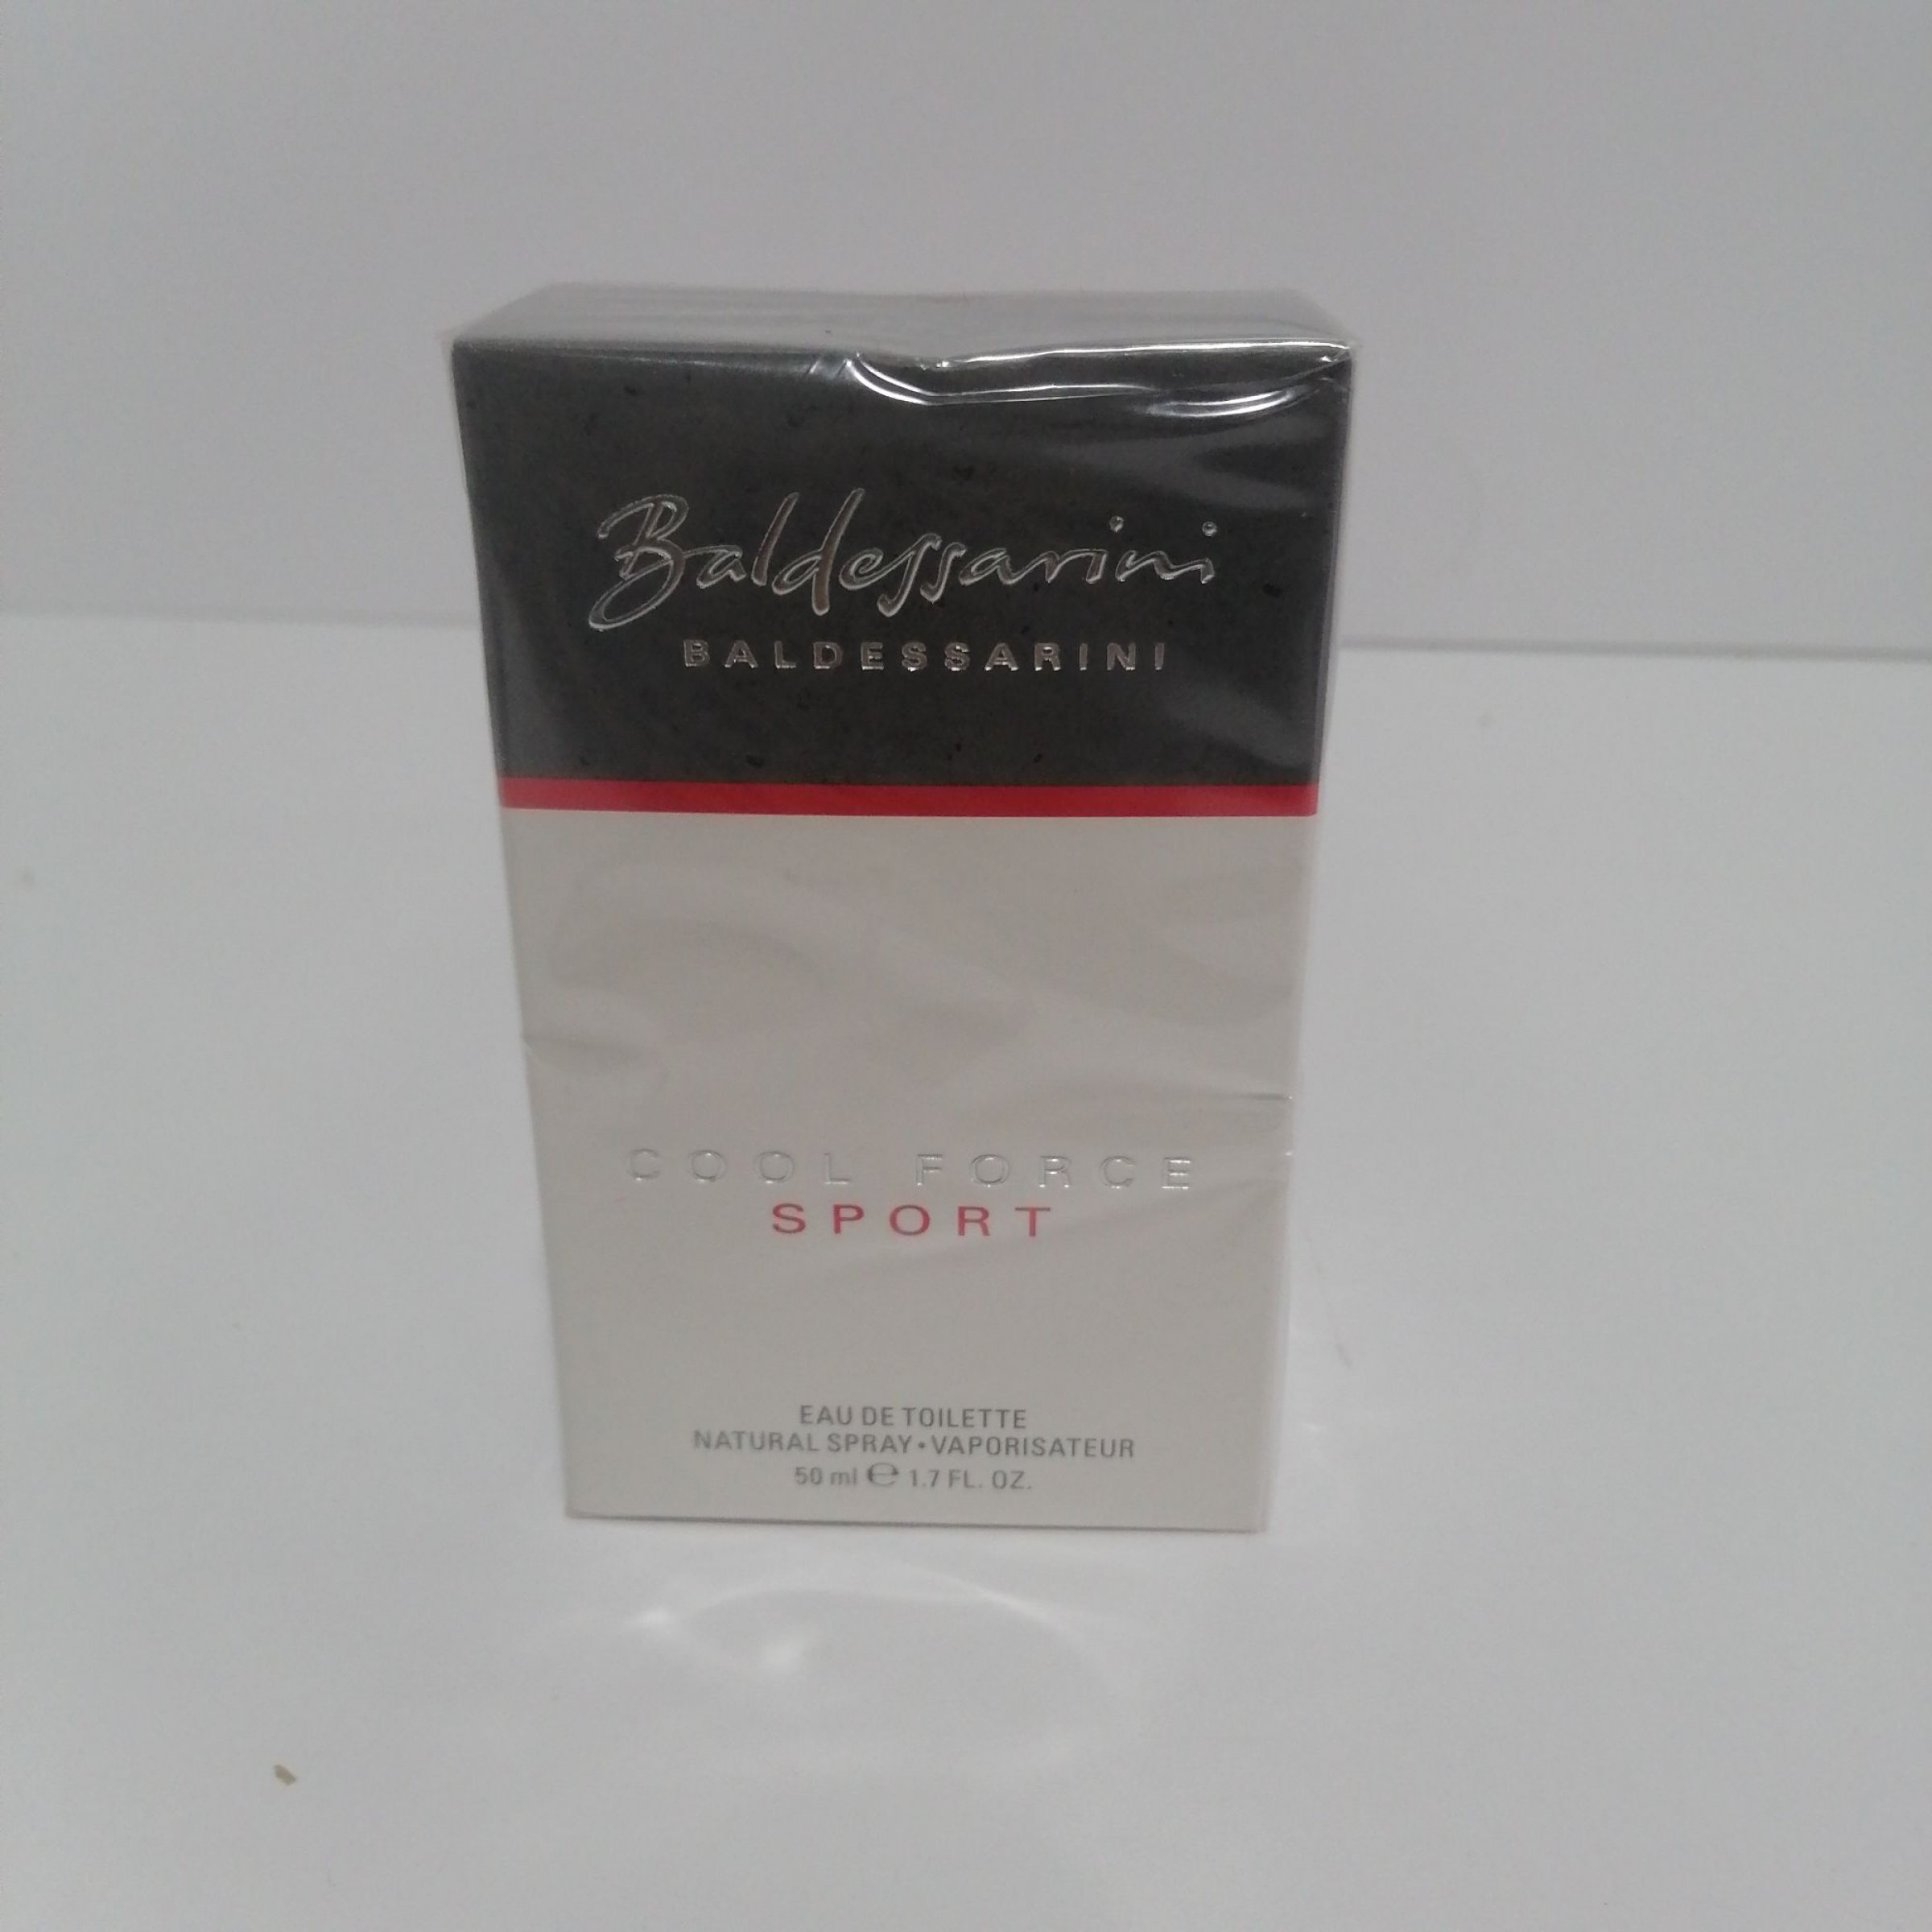 Baldessarini
BALDESSARINI
COOL FORCE
SPORT
EAU DE TOILETTE
NATURAL SPRAY • VAPORISATEUR
50 ml ℮ 1.7 FL. OZ.